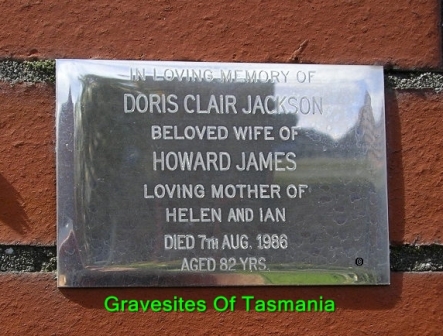 IN LOVING MEMORY OF
DORIS CLAIR JACKSON
BELOVED WIFE OF
HOWARD JAMES
LOVING MOTHER OF
HELEN AND IAN
DIED 7TH AUG. 1986
AGED 82 YRS.
Gravesites Of Tasmania